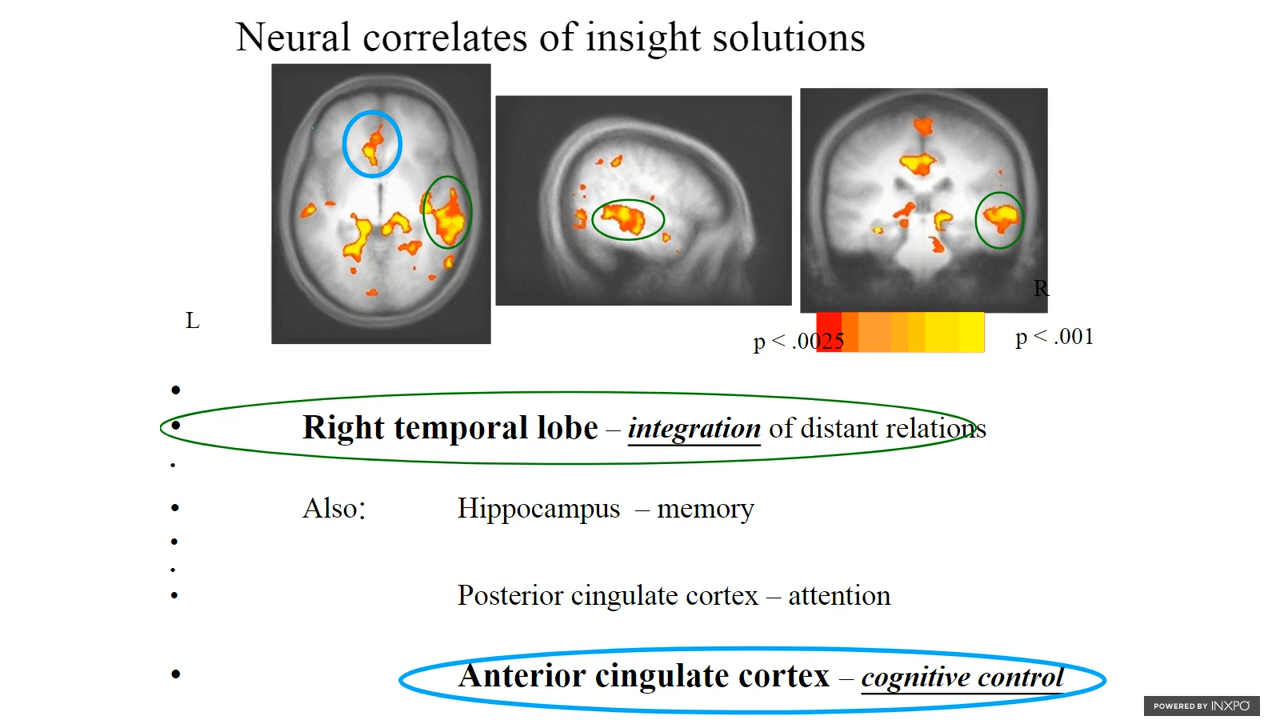 Neural correlates of insight solutions
R
L
p < .0025
p < .001
• Right temporal lobe – integration of distant relations
• Also: Hippocampus – memory
• Posterior cingulate cortex – attention
• Anterior cingulate cortex – cognitive control
POWERED BY INXPO